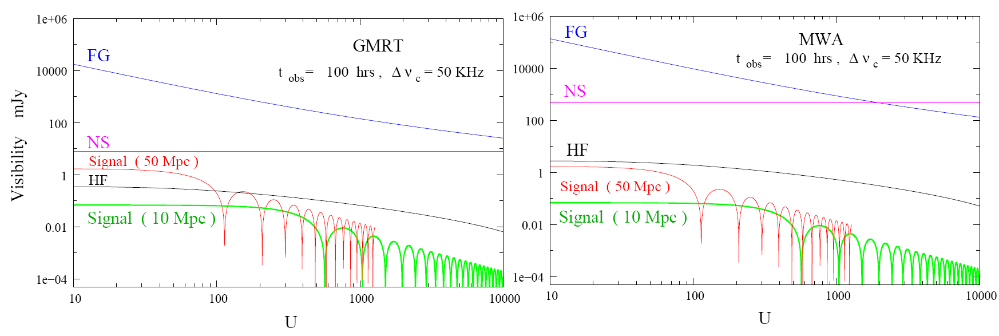 1e+06
10000
100
1
0.01
1e−04
Visibility mJy
FG
GMRT
t obs= 100 hrs , Δ ν c = 50 KHz
NS
Signal ( 50 Mpc )
HF
Signal ( 10 Mpc )
10 100 1000 10000
U
1e+06
10000
100
1
0.01
1e−04
FG
MWA
t obs= 100 hrs , Δ ν c = 50 KHz
NS
HF
Signal ( 50 Mpc )
Signal ( 10 Mpc )
10 100 1000 10000
U